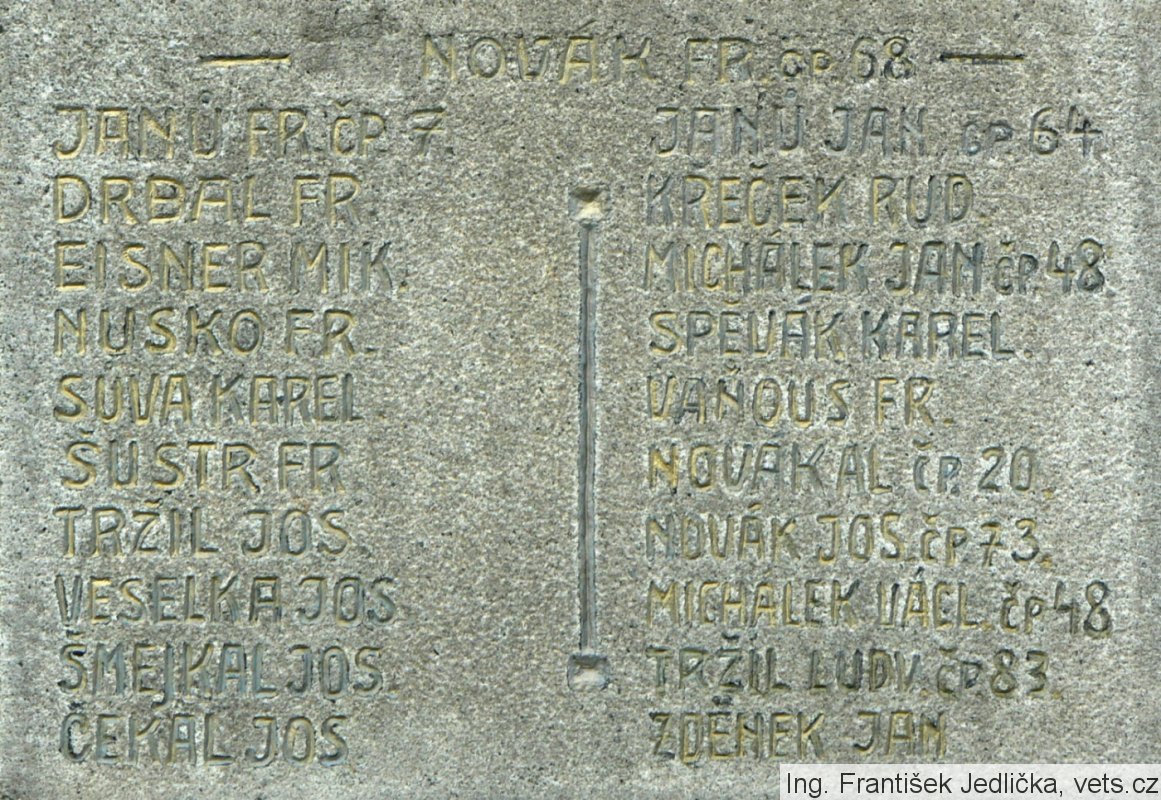 — NOVÁK FR. čp. 68 —
JANŮ FR. čP. 7.
DRBAL FR.
EISNER MIK.
NUSKO FR.
SUVA KAREL.
ŠUSTR FR.
TRŽIL JOS.
VESELKA JOS.
ŠMEJKAL JOS.
ČEKAL JOS.
JANŮ JAN. čP. 64.
KŘEČEK RUD.
MICHÁLEK JAN čP. 48.
SPĚVÁK KAREL.
VAŇOUS FR.
NOVÁK AL. čP. 20.
NOVÁK JOS. čP. 73.
MICHÁLEK VÁCL. čP. 48.
TRŽIL LUDV. čP. 83.
ZDĚNEK JAN
Ing. František Jedlička, vets.cz